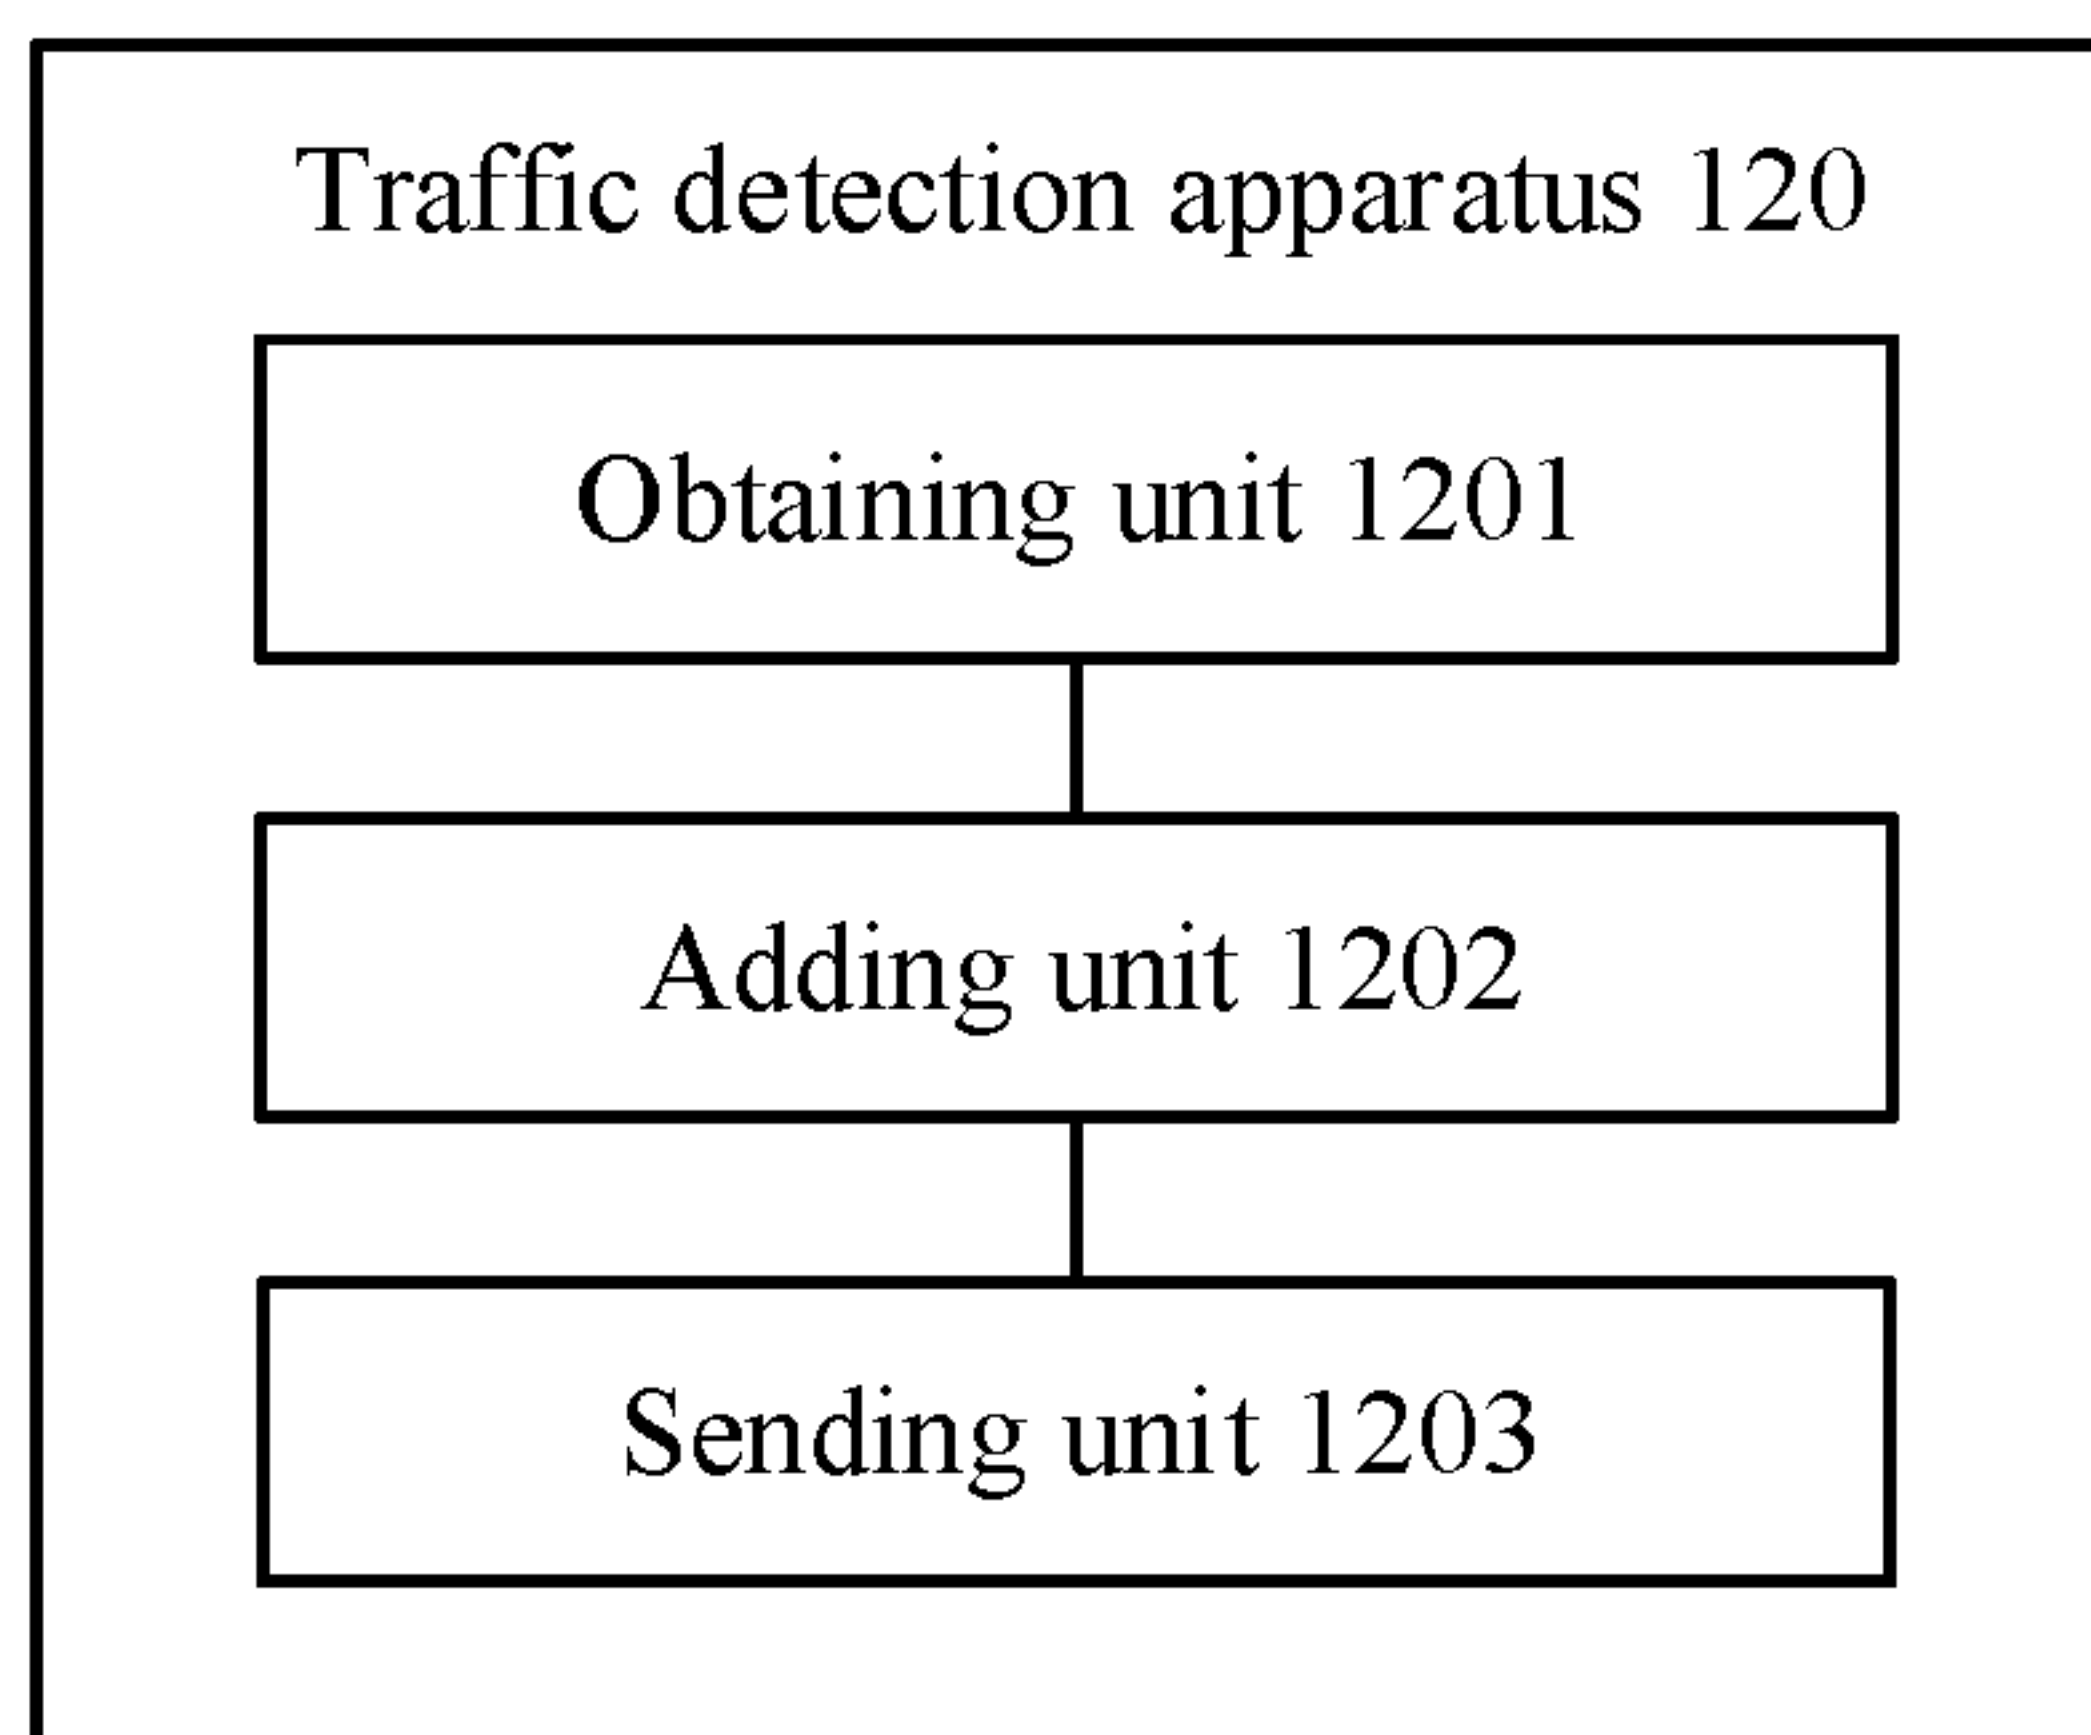 Traffic detection apparatus 120
Obtaining unit 1201
Adding unit 1202
Sending unit 1203